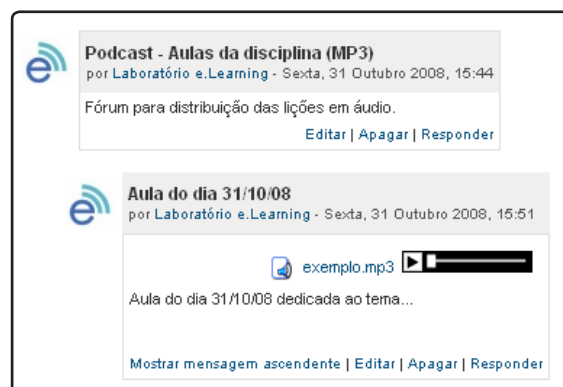 Podcast - Aulas da disciplina (MP3)
por Laboratório e.Learning - Sexta, 31 Outubro 2008, 15:44
Fórum para distribuição das lições em áudio.
Editar | Apagar | Responder
Aula do dia 31/10/08
por Laboratório e.Learning - Sexta, 31 Outubro 2008, 15:51
exemplo.mp3
Aula do dia 31/10/08 dedicada ao tema...
Mostrar mensagem ascendente | Editar | Apagar | Responder